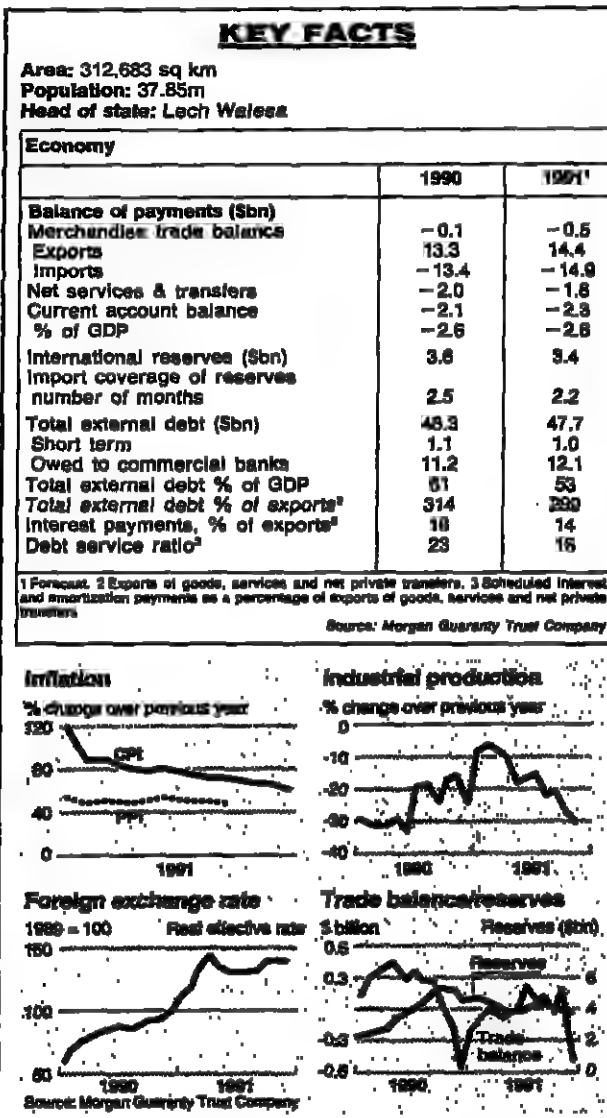 KEY FACTS
Area: 312,683 sq km
Population: 37.85m
Head of state: Lech Walesa
Economy
1990 1991¹
Balance of payments ($bn)
Merchandise trade balance −0.1 −0.5
Exports 13.3 14.4
Imports −13.4 −14.9
Net services & transfers −2.0 −1.8
Current account balance −2.1 −2.3
% of GDP −2.6 −2.6
International reserves ($bn) 3.6 3.4
Import coverage of reserves
number of months 2.5 2.2
Total external debt ($bn) 48.3 47.7
Short term 1.1 1.0
Owed to commercial banks 11.2 12.1
Total external debt % of GDP 61 53
Total external debt % of exports² 314
Interest payments, % of exports² 14
Debt service ratio³ 23 16
1 Forecast. 2 Exports of goods, services and net private transfers. 3 Scheduled interest
and amortization payments as a percentage of exports of goods, services and net private
transfers
Source: Morgan Guaranty Trust Company
Inflation
% change over previous year
120
CPI
80
40
PPI
0
1991
Industrial production
% change over previous year
0
-10
-20
-30
-40
1990 1991
Foreign exchange rate
1989 = 100 Real effective rate
150
100
50
1990 1991
Source: Morgan Guaranty Trust Company
Trade balance/reserves
$ billion Reserves ($bn)
0.6
0.3 Reserves 6
4
-0.3 Trade 2
balance
-0.6 0
1990 1991